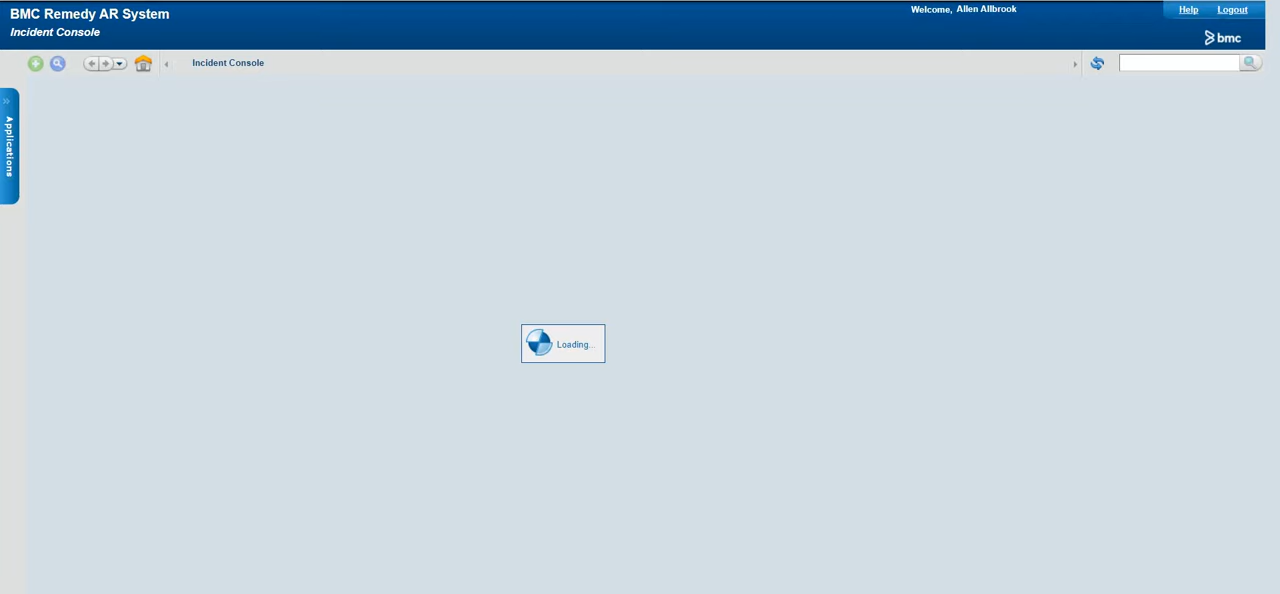 BMC Remedy AR System
Welcome, Allen Allbrook
Help Logout
Incident Console
bmc
Incident Console
Applications
Loading...